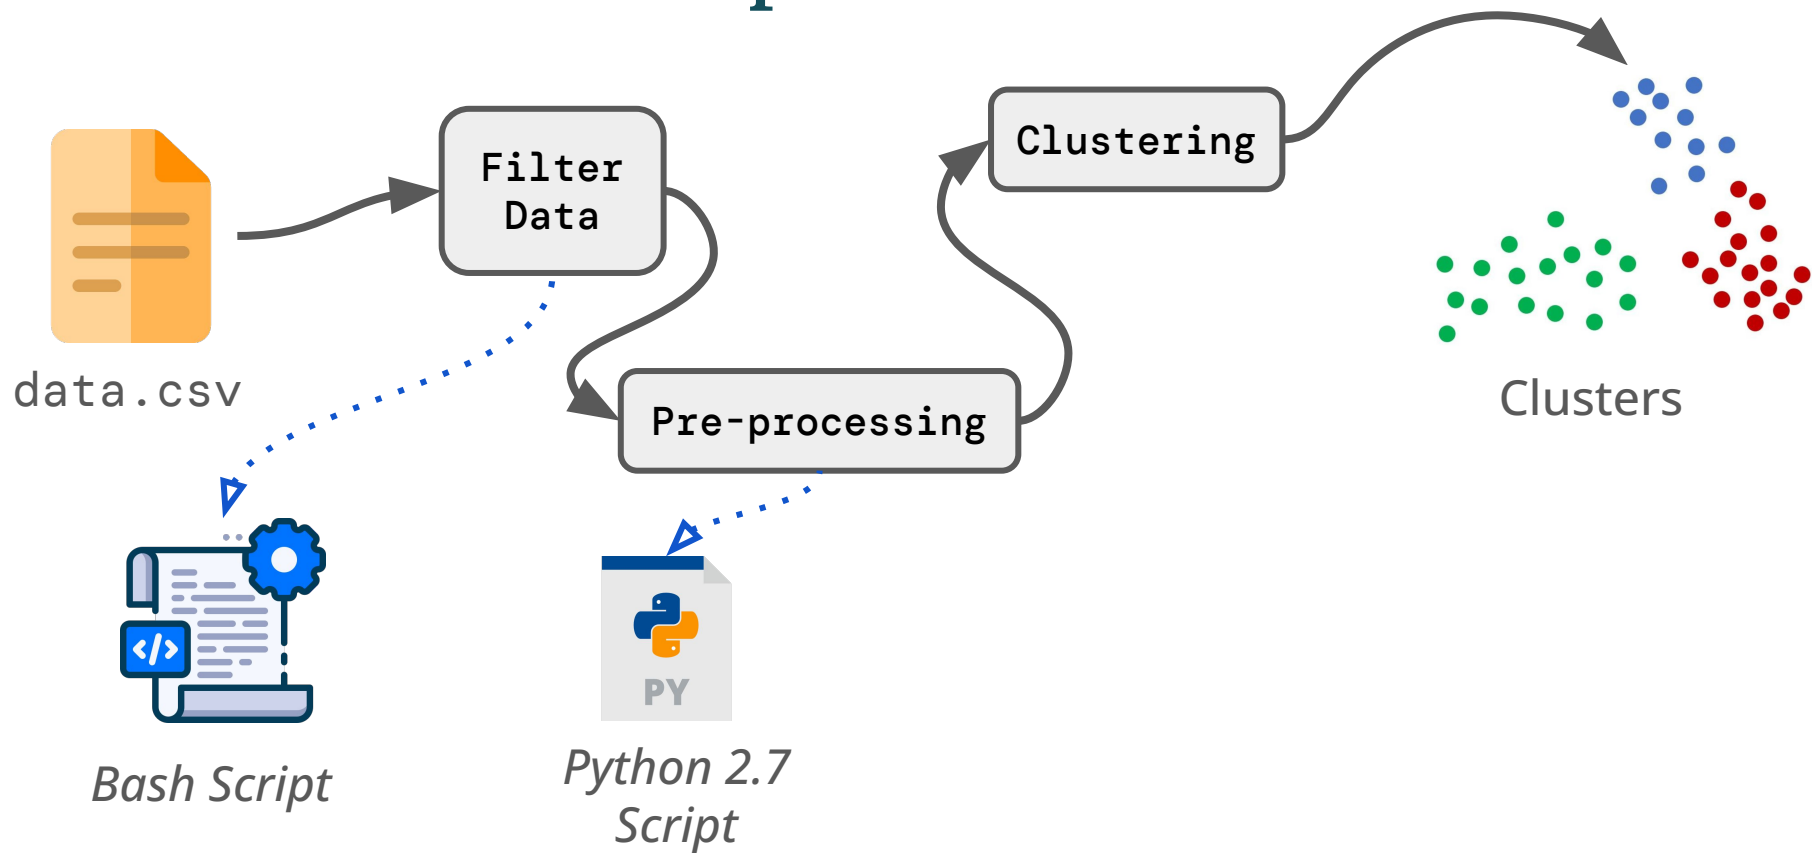 Filter
Data
Clustering
data.csv
Pre-processing
Clusters
</>
PY
Bash Script
Python 2.7
Script